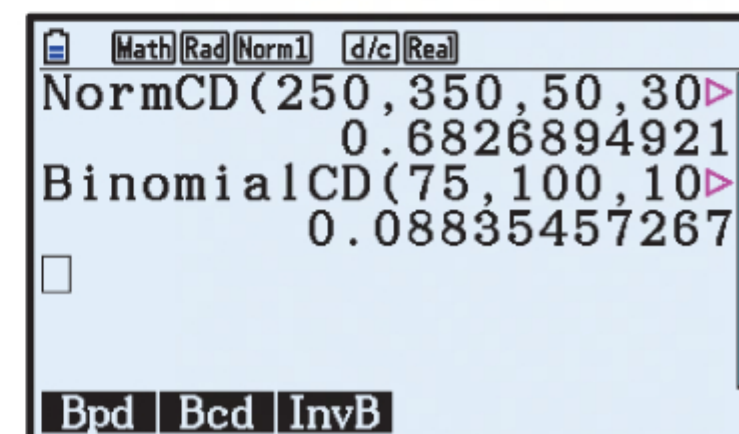 Math Rad Norm1 d/c Real
NormCD(250,350,50,30
0.6826894921
BinomialCD(75,100,10
0.08835457267
Bpd Bcd InvB